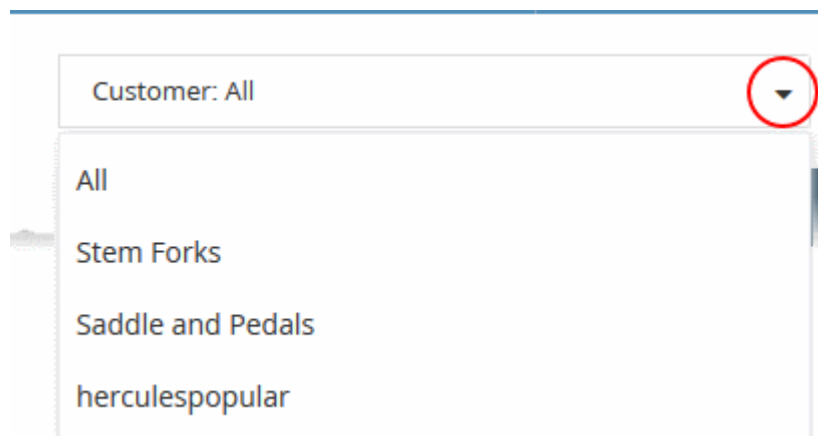 Customer: All
All
Stem Forks
Saddle and Pedals
herculespopular